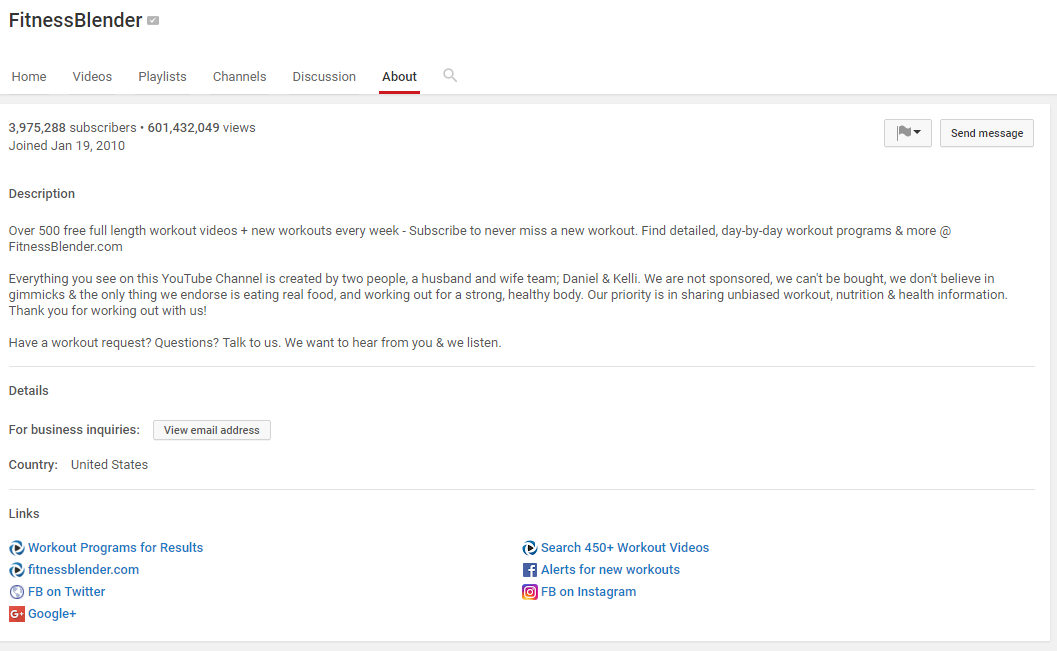 FitnessBlender
Home Videos Playlists Channels Discussion About
3,975,288 subscribers • 601,432,049 views
Joined Jan 19, 2010
Send message
Description
Over 500 free full length workout videos + new workouts every week - Subscribe to never miss a new workout. Find detailed, day-by-day workout programs & more @
FitnessBlender.com
Everything you see on this YouTube Channel is created by two people, a husband and wife team; Daniel & Kelli. We are not sponsored, we can't be bought, we don't believe in
gimmicks & the only thing we endorse is eating real food, and working out for a strong, healthy body. Our priority is in sharing unbiased workout, nutrition & health information.
Thank you for working out with us!
Have a workout request? Questions? Talk to us. We want to hear from you & we listen.
Details
For business inquiries: View email address
Country: United States
Links
Workout Programs for Results Search 450+ Workout Videos
fitnessblender.com Alerts for new workouts
FB on Twitter FB on Instagram
G+ Google+